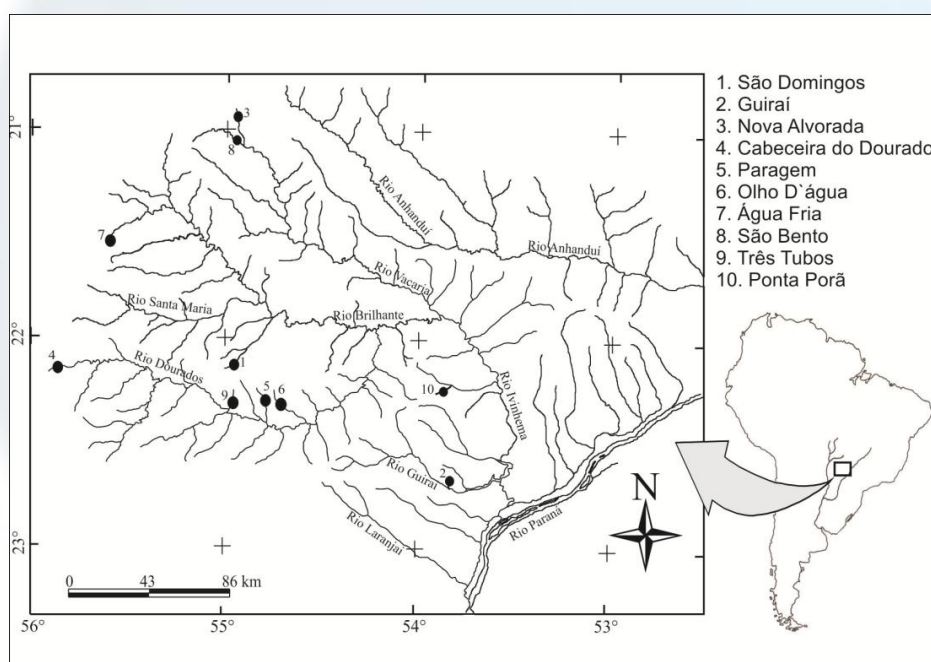 1. São Domingos
2. Guiraí
3. Nova Alvorada
4. Cabeceira do Dourado
5. Paragem
6. Olho D`água
7. Água Fria
8. São Bento
9. Três Tubos
10. Ponta Porã
21°
22°
23°
56°
55°
54°
53°
3
8
7
4
1
9
5
6
10
2
Rio Anhanduí
Rio Anhanduí
Rio Vacaria
Rio Santa Maria
Rio Brilhante
Rio Dourados
Rio Ivinhema
Rio Guiraí
Rio Laranjaí
Rio Paraná
N
0 43 86 km